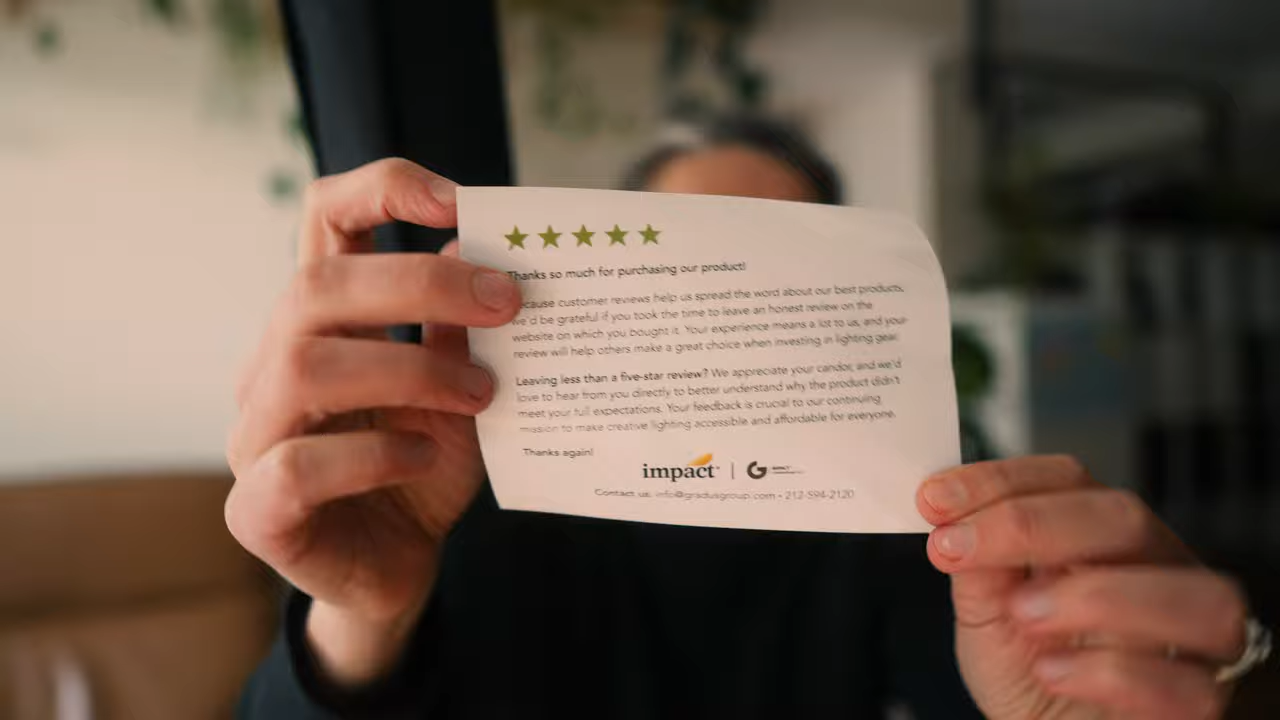 Thanks so much for purchasing our product!
ecause customer reviews help us spread the word about our best products,
we'd be grateful if you took the time to leave an honest review on the
website on which you bought it. Your experience means a lot to us, and your
review will help others make a great choice when investing in lighting gear.
Leaving less than a five-star review? We appreciate your candor, and we'd
love to hear from you directly to better understand why the product didn't
meet your full expectations. Your feedback is crucial to our continuing
mission to make creative lighting accessible and affordable for everyone.
Thanks again!
impact | G
Contact us: info@gradusgroup.com • 212-594-2120